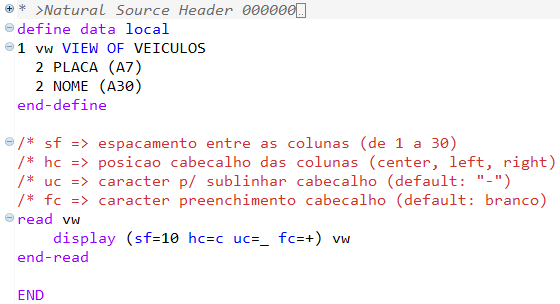 * >Natural Source Header 000000..
define data local
1 vw VIEW OF VEICULOS
  2 PLACA (A7)
  2 NOME (A30)
end-define
/* sf => espacamento entre as colunas (de 1 a 30)
/* hc => posicao cabecalho das colunas (center, left, right)
/* uc => caracter p/ sublinhar cabecalho (default: "-")
/* fc => caracter preenchimento cabecalho (default: branco)
read vw
    display (sf=10 hc=c uc=_ fc=+) vw
end-read
END